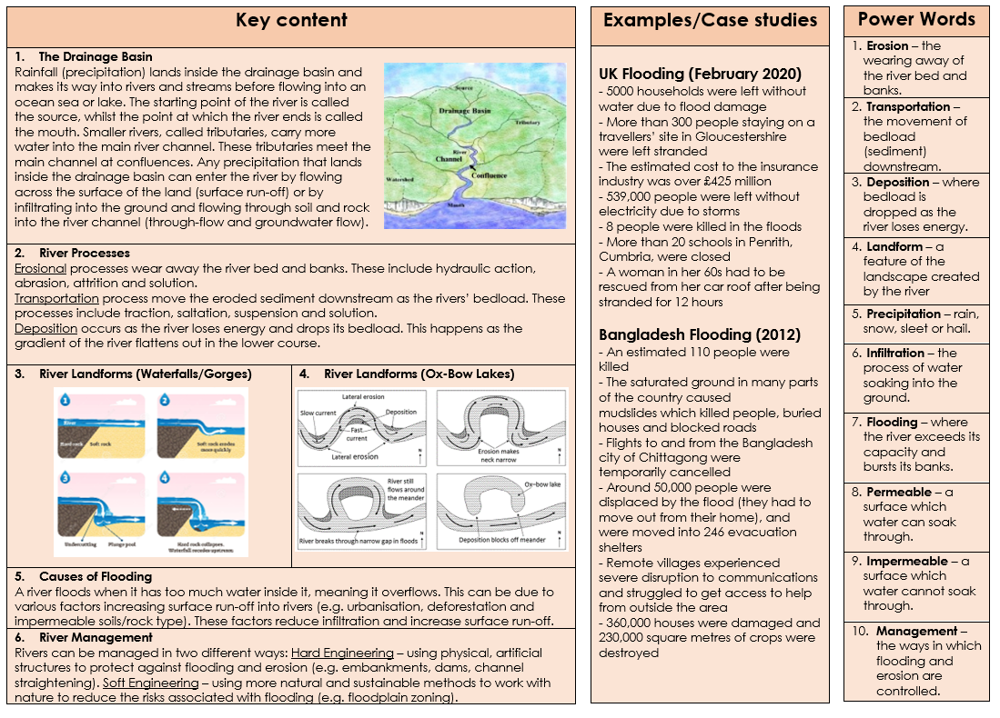 Key content
1. The Drainage Basin
Rainfall (precipitation) lands inside the drainage basin and
makes its way into rivers and streams before flowing into an
ocean sea or lake. The starting point of the river is called
the source, whilst the point at which the river ends is called
the mouth. Smaller rivers, called tributaries, carry more
water into the main river channel. These tributaries meet the
main channel at confluences. Any precipitation that lands
inside the drainage basin can enter the river by flowing
across the surface of the land (surface run-off) or by
infiltrating into the ground and flowing through soil and rock
into the river channel (through-flow and groundwater flow).
Source
Drainage Basin
Tributary
River
Channel
Confluence
Watershed
Mouth
2. River Processes
Erosional processes wear away the river bed and banks. These include hydraulic action,
abrasion, attrition and solution.
Transportation process move the eroded sediment downstream as the rivers' bedload. These
processes include traction, saltation, suspension and solution.
Deposition occurs as the river loses energy and drops its bedload. This happens as the
gradient of the river flattens out in the lower course.
3. River Landforms (Waterfalls/Gorges)
1
River
Hard rock
Soft rock
2
Soft rock erodes
more quickly
3
Undercutting
Plunge pool
4
Hard rock collapses.
Waterfall recedes upstream.
4. River Landforms (Ox-Bow Lakes)
Lateral erosion
Slow current
Deposition
Fast
current
Lateral erosion
N
Erosion makes
neck narrow
N
River still
flows around
the meander
River breaks through narrow gap in floods
N
Ox-bow lake
Deposition blocks off meander
N
5. Causes of Flooding
A river floods when it has too much water inside it, meaning it overflows. This can be due to
various factors increasing surface run-off into rivers (e.g. urbanisation, deforestation and
impermeable soils/rock type). These factors reduce infiltration and increase surface run-off.
6. River Management
Rivers can be managed in two different ways: Hard Engineering – using physical, artificial
structures to protect against flooding and erosion (e.g. embankments, dams, channel
straightening). Soft Engineering – using more natural and sustainable methods to work with
nature to reduce the risks associated with flooding (e.g. floodplain zoning).
Examples/Case studies
UK Flooding (February 2020)
- 5000 households were left without
water due to flood damage
- More than 300 people staying on a
travellers' site in Gloucestershire
were left stranded
- The estimated cost to the insurance
industry was over £425 million
- 539,000 people were left without
electricity due to storms
- 8 people were killed in the floods
- More than 20 schools in Penrith,
Cumbria, were closed
- A woman in her 60s had to be
rescued from her car roof after being
stranded for 12 hours
Bangladesh Flooding (2012)
- An estimated 110 people were
killed
- The saturated ground in many parts
of the country caused
mudslides which killed people, buried
houses and blocked roads
- Flights to and from the Bangladesh
city of Chittagong were
temporarily cancelled
- Around 50,000 people were
displaced by the flood (they had to
move out from their home), and
were moved into 246 evacuation
shelters
- Remote villages experienced
severe disruption to communications
and struggled to get access to help
from outside the area
- 360,000 houses were damaged and
230,000 square metres of crops were
destroyed
Power Words
1. Erosion – the
wearing away of
the river bed and
banks.
2. Transportation –
the movement of
bedload
(sediment)
downstream.
3. Deposition – where
bedload is
dropped as the
river loses energy.
4. Landform – a
feature of the
landscape created
by the river
5. Precipitation – rain,
snow, sleet or hail.
6. Infiltration – the
process of water
soaking into the
ground.
7. Flooding – where
the river exceeds its
capacity and
bursts its banks.
8. Permeable – a
surface which
water can soak
through.
9. Impermeable – a
surface which
water cannot soak
through.
10. Management –
the ways in which
flooding and
erosion are
controlled.